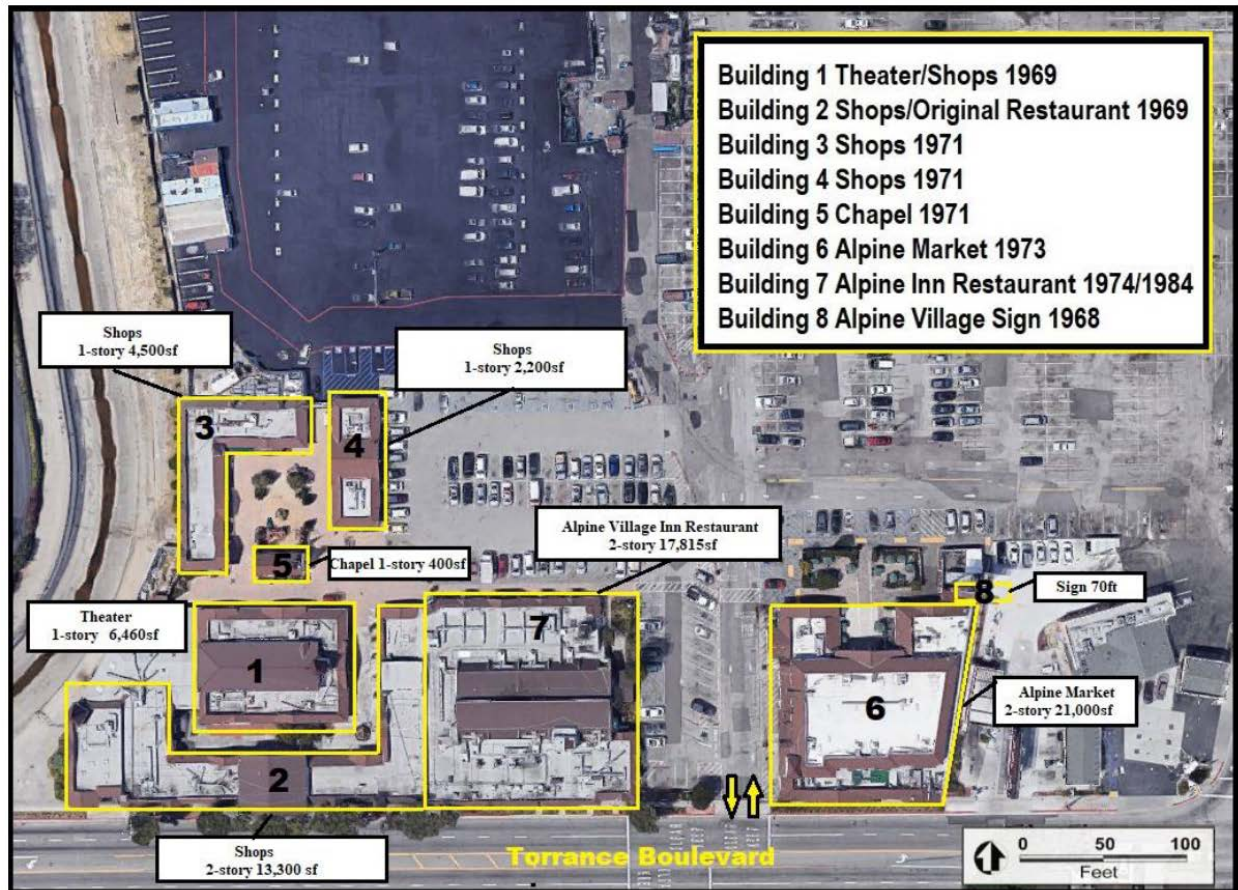 Building 1 Theater/Shops 1969
Building 2 Shops/Original Restaurant 1969
Building 3 Shops 1971
Building 4 Shops 1971
Building 5 Chapel 1971
Building 6 Alpine Market 1973
Building 7 Alpine Inn Restaurant 1974/1984
Building 8 Alpine Village Sign 1968
Shops
1-story 4,500sf
Shops
1-story 2,200sf
3
4
Alpine Village Inn Restaurant
2-story 17,815sf
5
Chapel 1-story 400sf
8
Sign 70ft
Theater
1-story 6,460sf
7
1
6
Alpine Market
2-story 21,000sf
2
Shops
2-story 13,300 sf
Torrance Boulevard
0 50 100
Feet
KEEP
KEEP